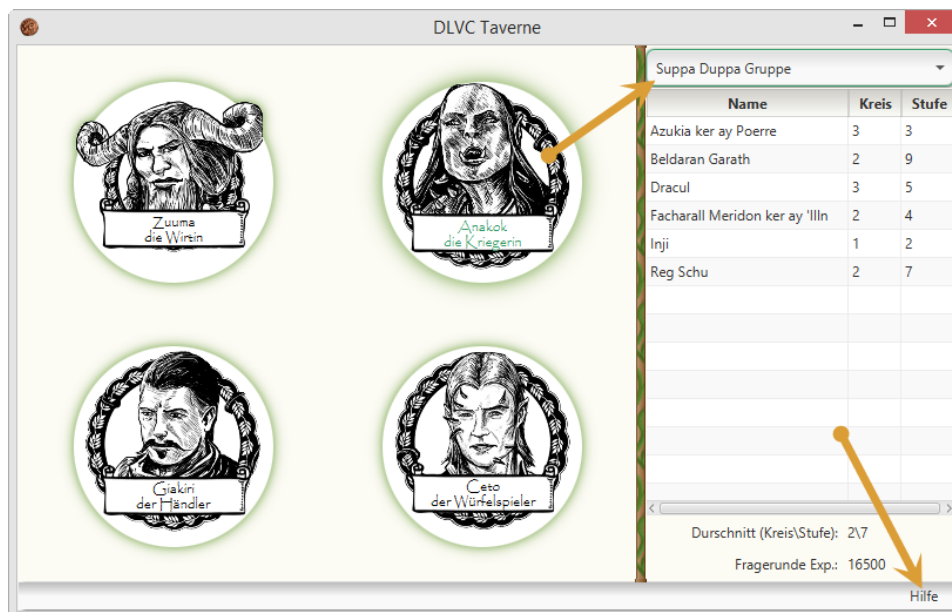 DLVC Taverne
Zuuma
die Wirtin
Anakok
die Kriegerin
Giakiri
der Händler
Ceto
der Würfelspieler
Suppa Duppa Gruppe
Name Kreis Stufe
Azukia ker ay Poerre 3 3
Beldaran Garath 2 9
Dracul 3 5
Facharall Meridon ker ay 'Illn 2 4
Inji 1 2
Reg Schu 2 7
Durschnitt (Kreis\Stufe): 2\7
Fragerunde Exp.: 16500
Hilfe